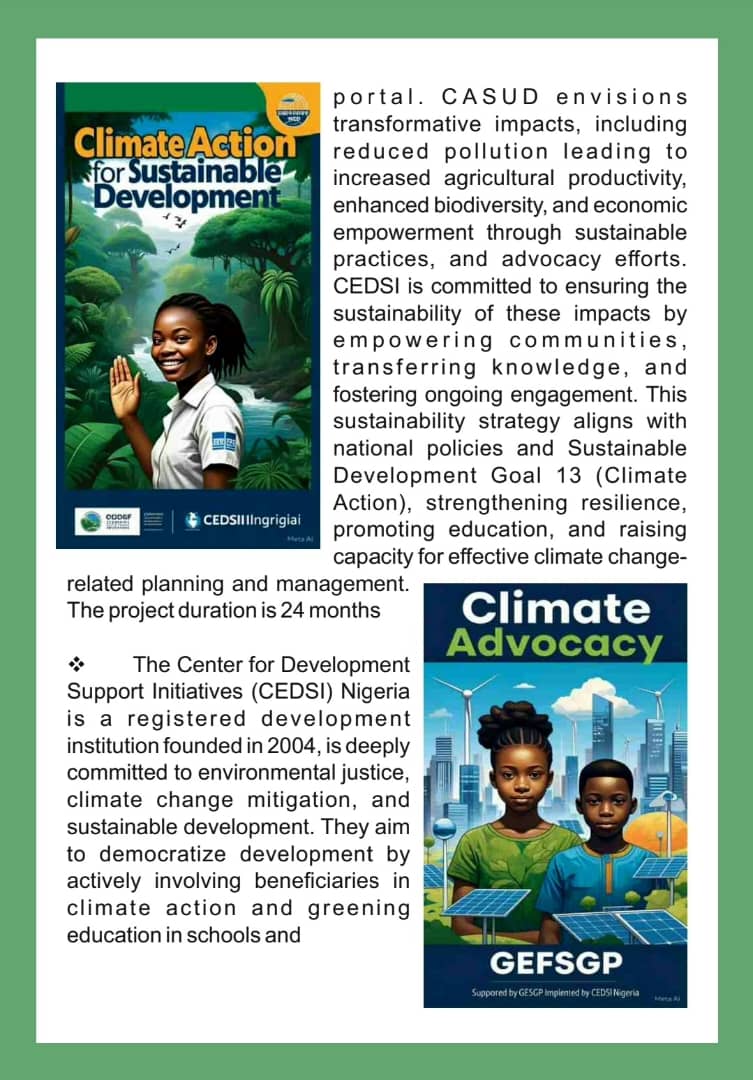 Climate Action
for Sustainable
Development
CEDSIIIIngrigiai
Meta AI
portal. CASUD envisions
transformative impacts, including
reduced pollution leading to
increased agricultural productivity,
enhanced biodiversity, and economic
empowerment through sustainable
practices, and advocacy efforts.
CEDSI is committed to ensuring the
sustainability of these impacts by
empowering communities,
transferring knowledge, and
fostering ongoing engagement. This
sustainability strategy aligns with
national policies and Sustainable
Development Goal 13 (Climate
Action), strengthening resilience,
promoting education, and raising
capacity for effective climate change-
related planning and management.
The project duration is 24 months
❖ The Center for Development
Support Initiatives (CEDSI) Nigeria
is a registered development
institution founded in 2004, is deeply
committed to environmental justice,
climate change mitigation, and
sustainable development. They aim
to democratize development by
actively involving beneficiaries in
climate action and greening
education in schools and
Climate
Advocacy
GEFSGP
Suppored by GESGP Implemted by CEDSI Nigeria
Meta AI